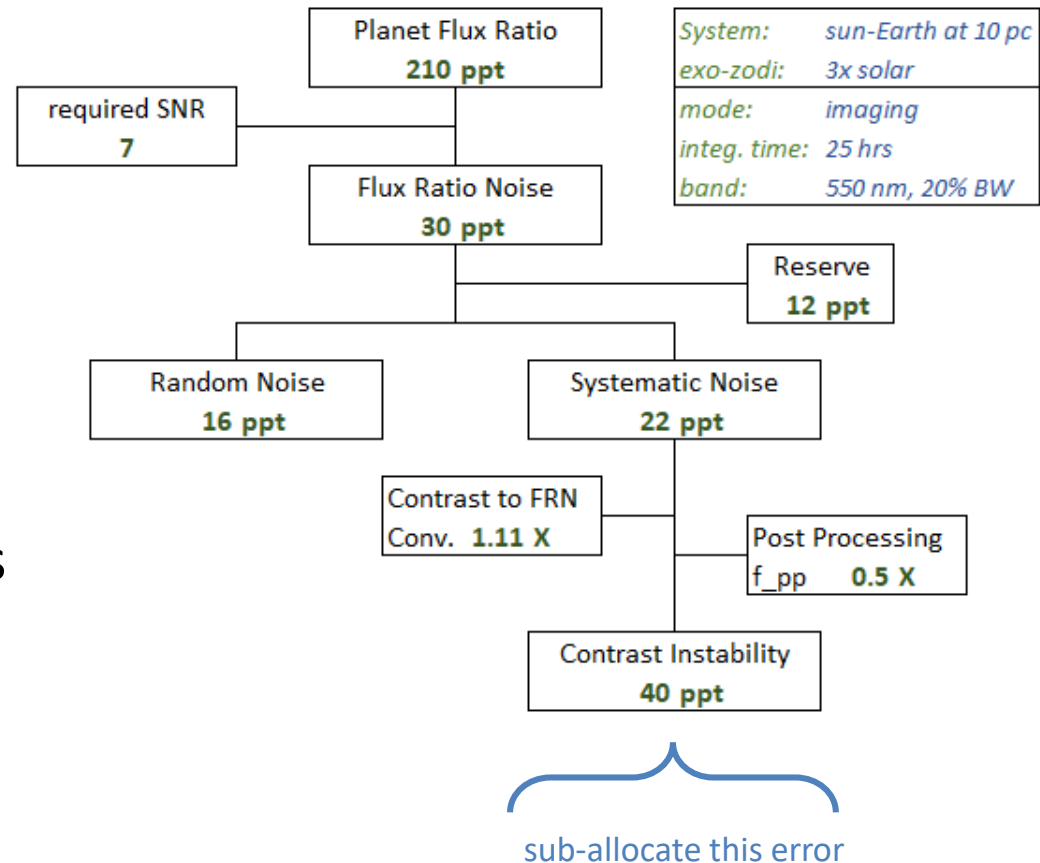 Planet Flux Ratio
210 ppt
System: sun-Earth at 10 pc
exo-zodi: 3x solar
mode: imaging
integ. time: 25 hrs
band: 550 nm, 20% BW
required SNR
7
Flux Ratio Noise
30 ppt
Reserve
12 ppt
Random Noise
16 ppt
Systematic Noise
22 ppt
Contrast to FRN
Conv. 1.11 X
Post Processing
f_pp 0.5 X
s
Contrast Instability
40 ppt
sub-allocate this error